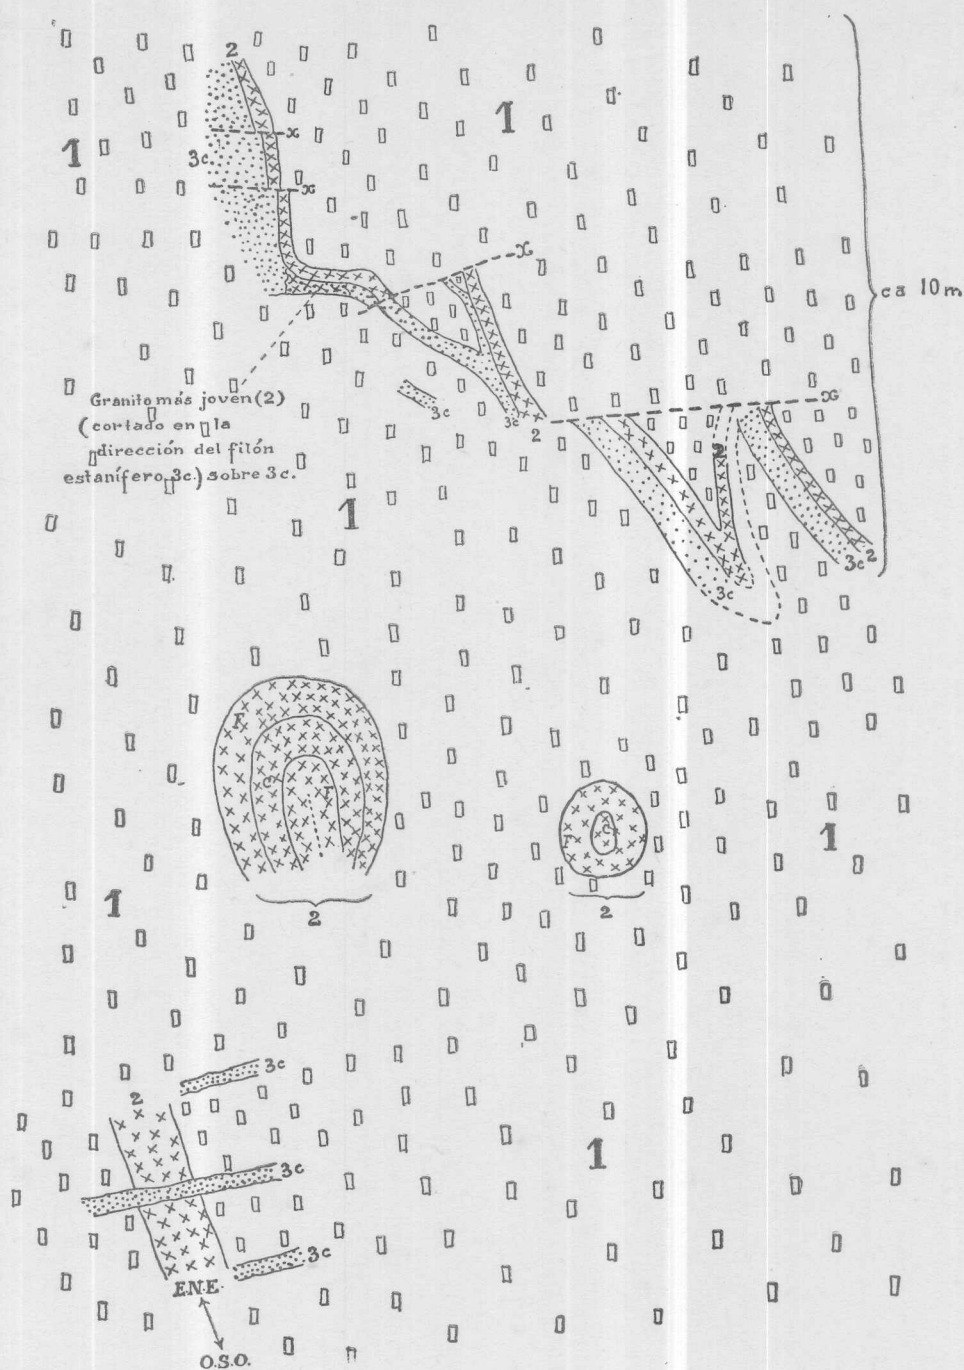 2
1
1
x
3c.
x
x
ca 10m
Granito más joven (2)
(cortado en la
dirección del filón
estanífero 3c.) sobre 3c.
3c
3c
2
x
2
3c
3c
2
1
F
G
F
2
F
G
2
1
1
3c
2
3c
1
3c
E.N.E.
O.S.O.